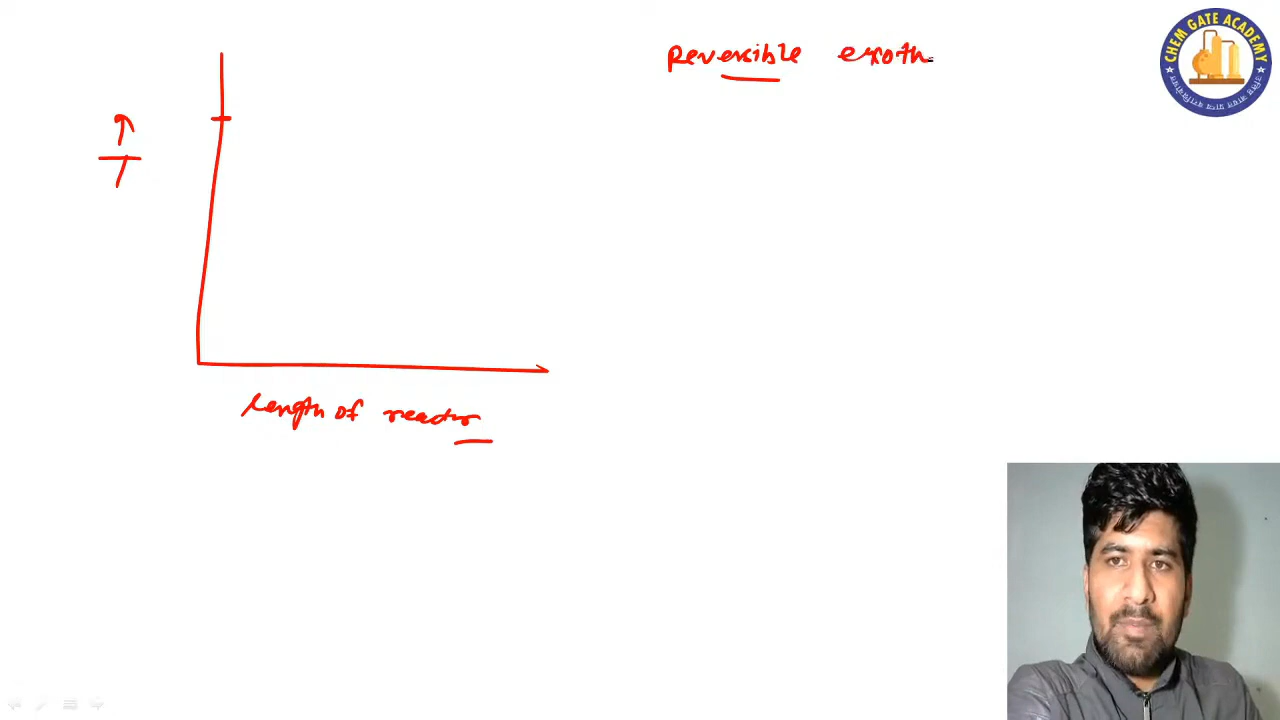 Reversible exoth
CHEM GATE ACADEMY
↑
T
length of reactor